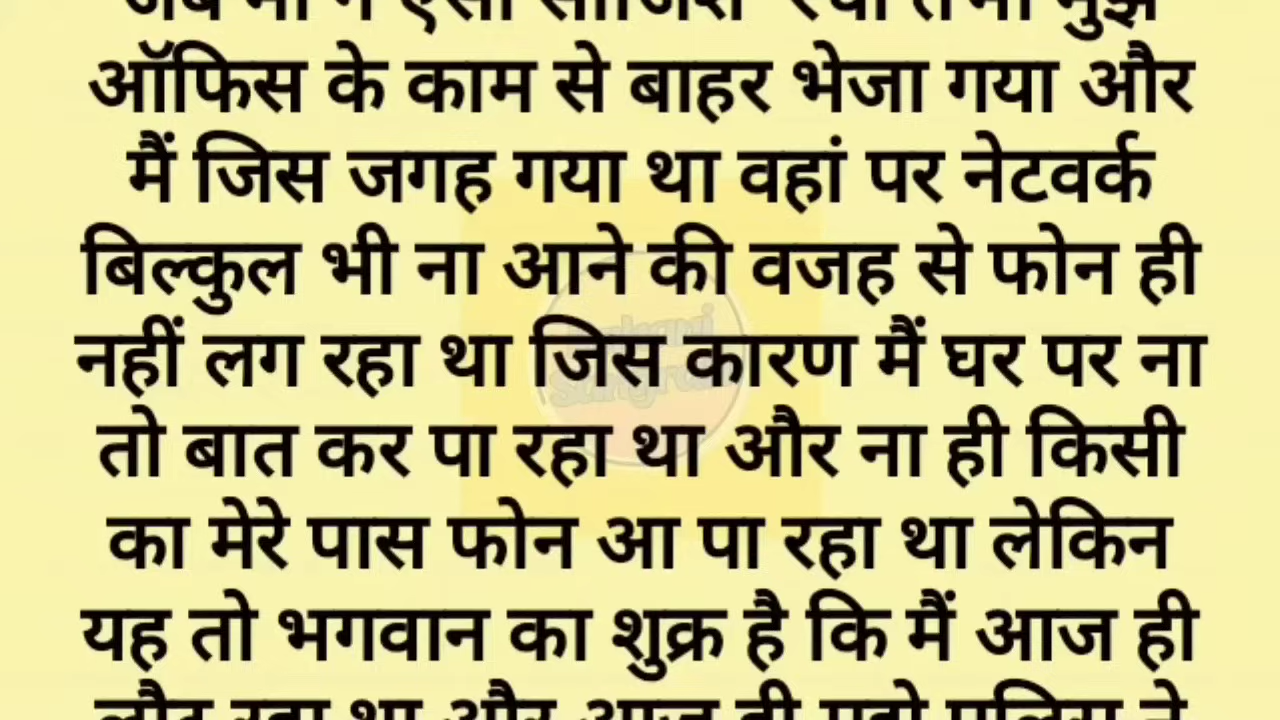 ऑफिस के काम से बाहर भेजा गया और
मैं जिस जगह गया था वहां पर नेटवर्क
बिल्कुल भी ना आने की वजह से फोन ही
नहीं लग रहा था जिस कारण मैं घर पर ना
तो बात कर पा रहा था और ना ही किसी
का मेरे पास फोन आ पा रहा था लेकिन
यह तो भगवान का शुक्र है कि मैं आज ही